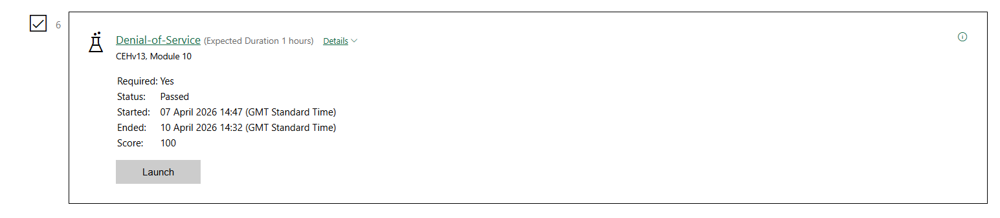 6
Denial-of-Service (Expected Duration 1 hours) Details
CEHv13, Module 10
Required: Yes
Status: Passed
Started: 07 April 2026 14:47 (GMT Standard Time)
Ended: 10 April 2026 14:32 (GMT Standard Time)
Score: 100
Launch